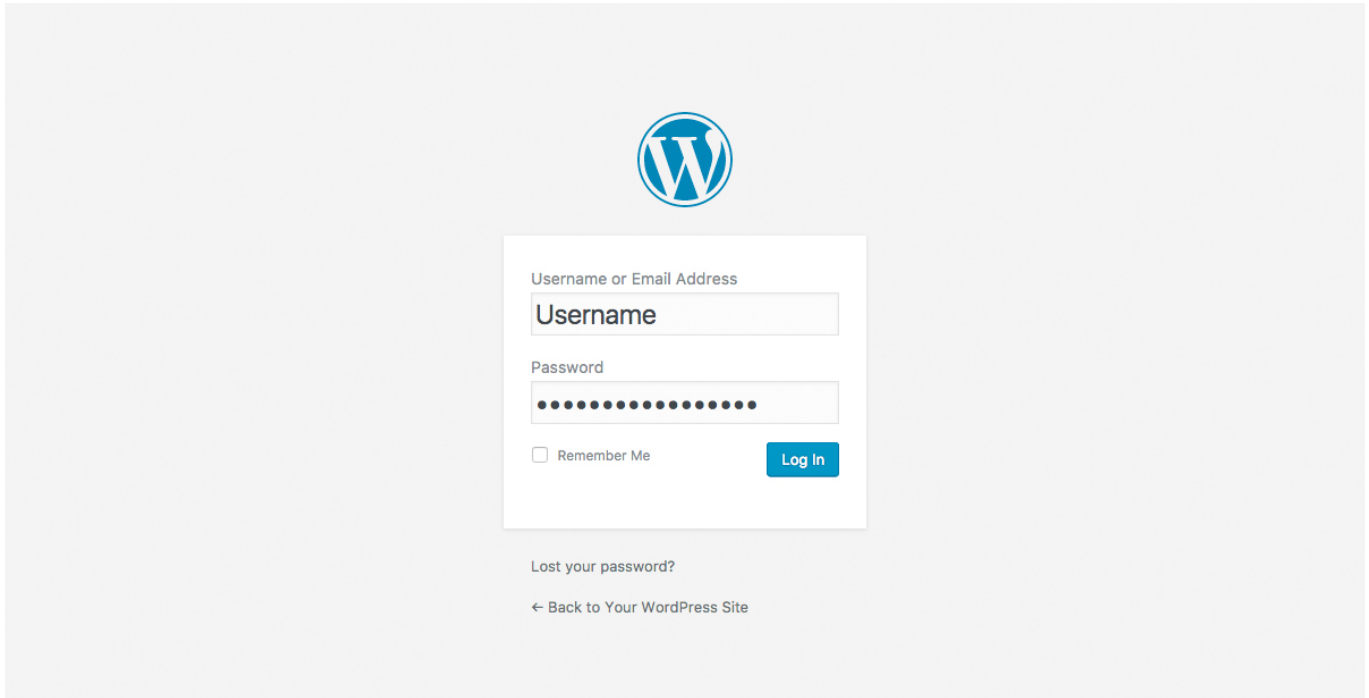 Username or Email Address
Username
Password
•••••••••••••••••
Remember Me
Log In
Lost your password?
← Back to Your WordPress Site